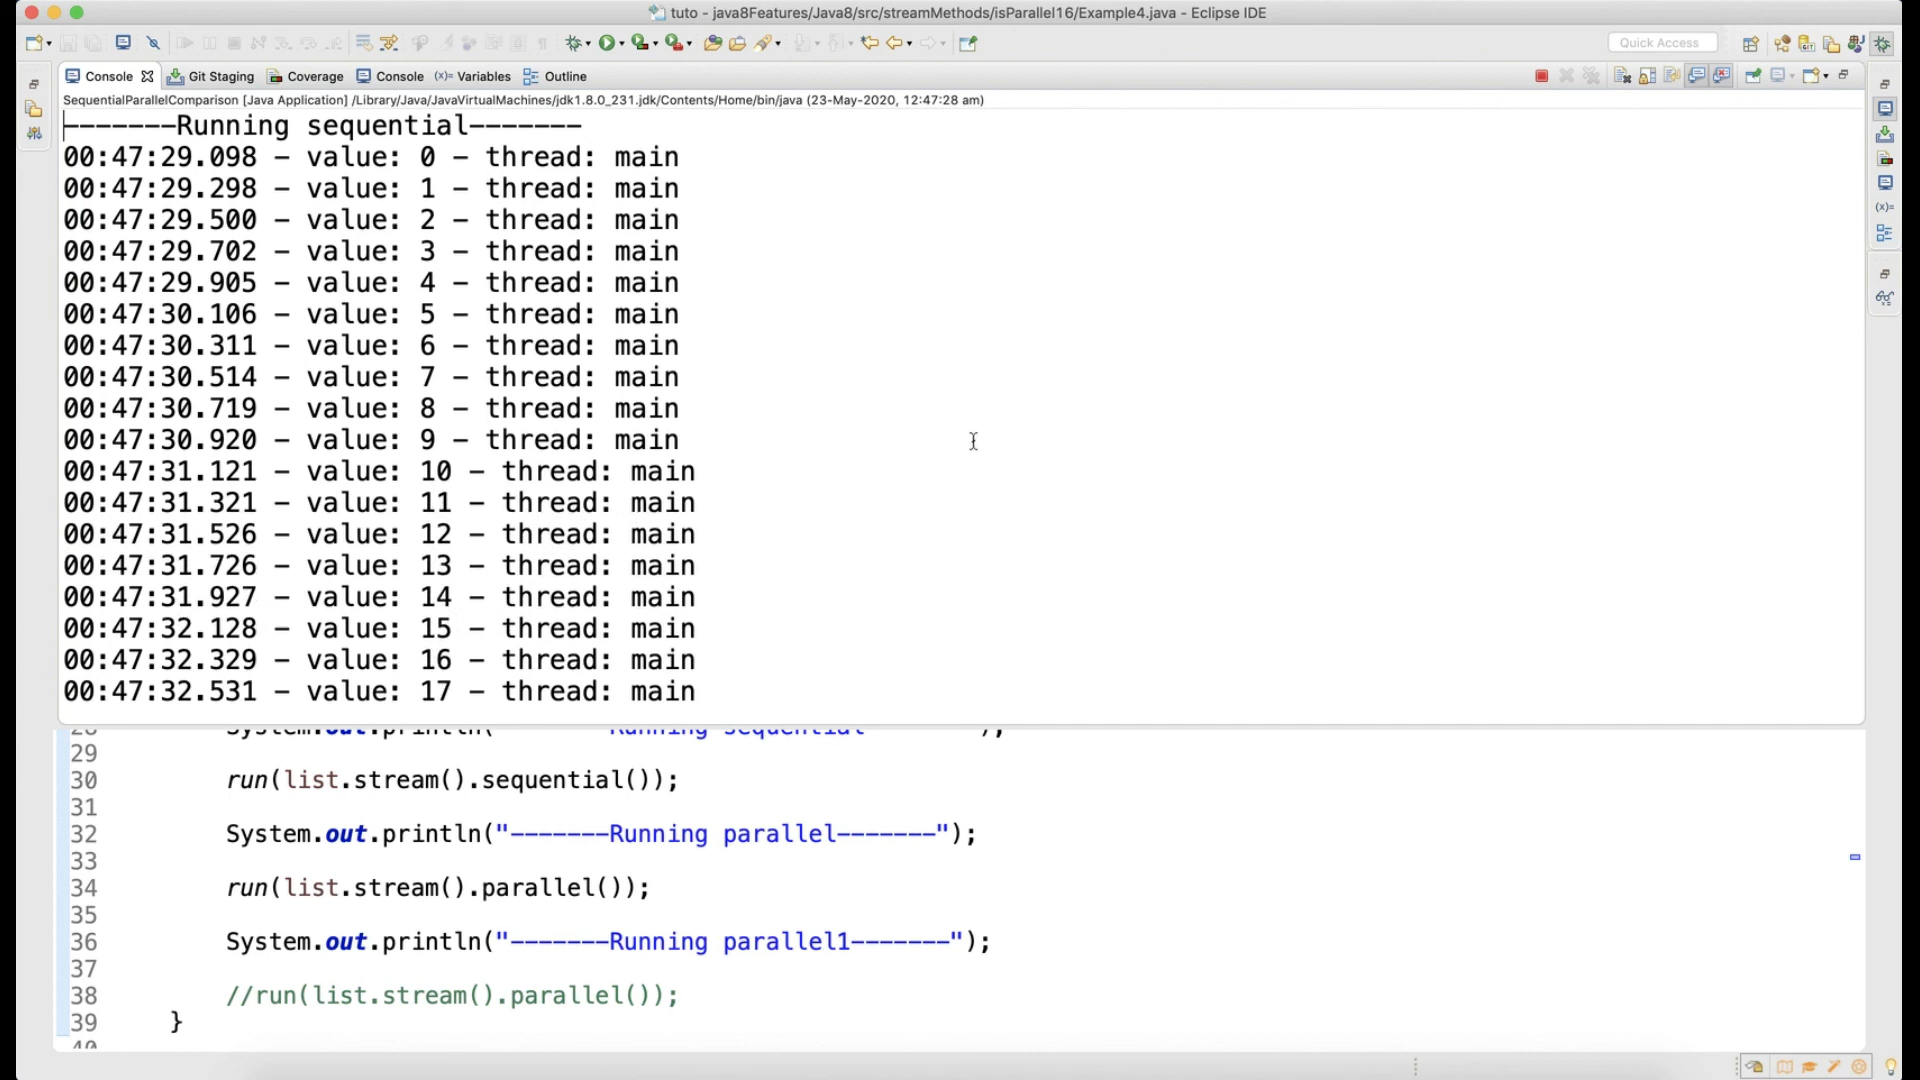 tuto - java8Features/Java8/src/streamMethods/isParallel16/Example4.java - Eclipse IDE
Quick Access
Console Git Staging Coverage Console (x)= Variables Outline
SequentialParallelComparison [Java Application] /Library/Java/JavaVirtualMachines/jdk1.8.0_231.jdk/Contents/Home/bin/java (23-May-2020, 12:47:28 am)
-------Running sequential-------
00:47:29.098 - value: 0 - thread: main
00:47:29.298 - value: 1 - thread: main
00:47:29.500 - value: 2 - thread: main
00:47:29.702 - value: 3 - thread: main
00:47:29.905 - value: 4 - thread: main
00:47:30.106 - value: 5 - thread: main
00:47:30.311 - value: 6 - thread: main
00:47:30.514 - value: 7 - thread: main
00:47:30.719 - value: 8 - thread: main
00:47:30.920 - value: 9 - thread: main
00:47:31.121 - value: 10 - thread: main
00:47:31.321 - value: 11 - thread: main
00:47:31.526 - value: 12 - thread: main
00:47:31.726 - value: 13 - thread: main
00:47:31.927 - value: 14 - thread: main
00:47:32.128 - value: 15 - thread: main
00:47:32.329 - value: 16 - thread: main
00:47:32.531 - value: 17 - thread: main
28 System.out.println("-------Running sequential-------");
29
30 run(list.stream().sequential());
31
32 System.out.println("-------Running parallel-------");
33
34 run(list.stream().parallel());
35
36 System.out.println("-------Running parallel1-------");
37
38 //run(list.stream().parallel());
39 }
40